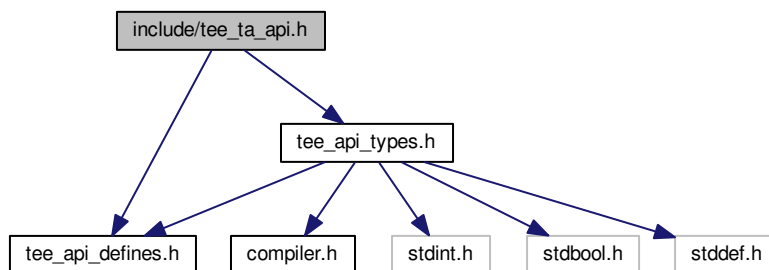 include/tee_ta_api.h
tee_api_types.h
tee_api_defines.h
compiler.h
stdint.h
stdbool.h
stddef.h